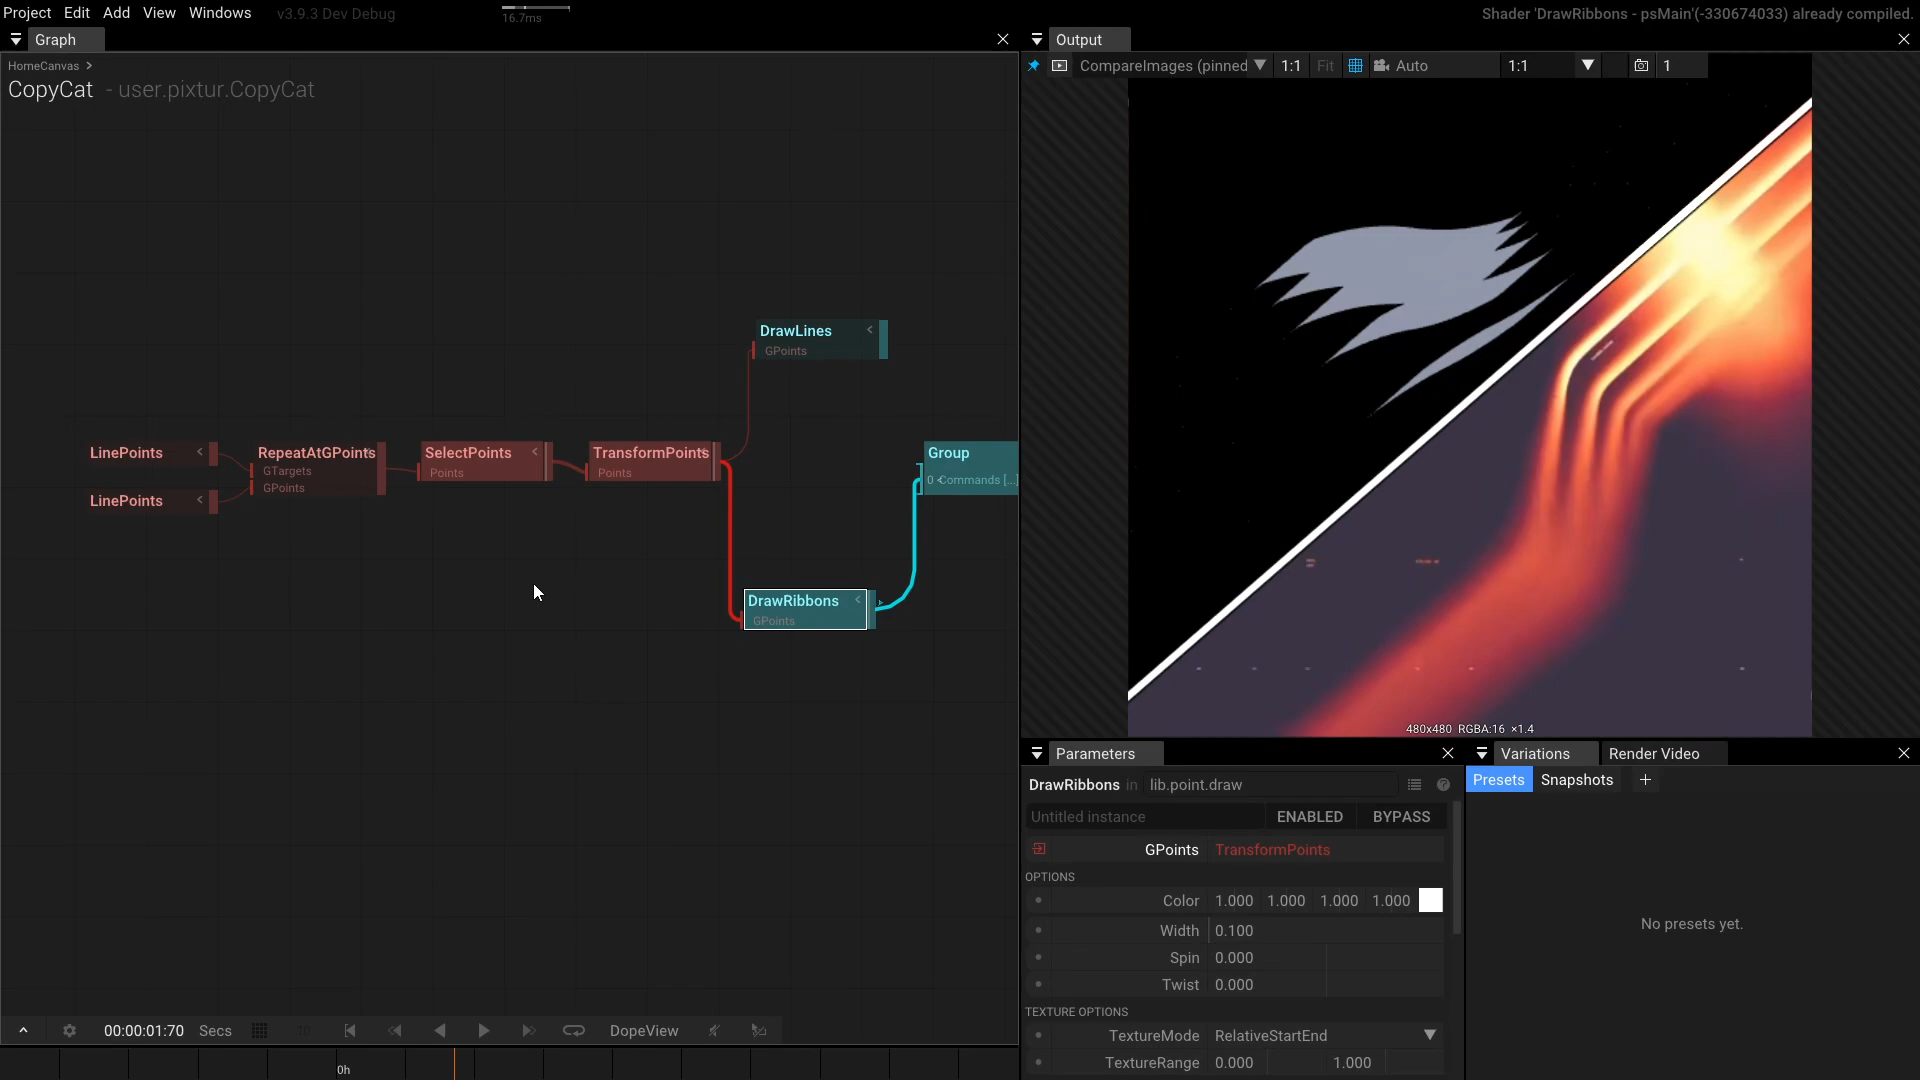 Project Edit Add View Windows v3.9.3 Dev Debug 16.7ms Shader 'DrawRibbons - psMain'(-330674033) already compiled.
Graph
HomeCanvas >
CopyCat - user.pixtur.CopyCat
DrawLines
GPoints
LinePoints
LinePoints
RepeatAtGPoints
GTargets
GPoints
SelectPoints
Points
TransformPoints
Points
Group
0 Commands [...]
DrawRibbons
GPoints
00:00:01:70 Secs DopeView
0h
Output
CompareImages (pinned 1:1 Fit Auto 1:1 1
480x480 RGBA:16 ×1.4
Parameters
DrawRibbons in lib.point.draw
Untitled instance ENABLED BYPASS
GPoints TransformPoints
OPTIONS
Color 1.000 1.000 1.000 1.000
Width 0.100
Spin 0.000
Twist 0.000
TEXTURE OPTIONS
TextureMode RelativeStartEnd
TextureRange 0.000 1.000
Variations Render Video
Presets Snapshots +
No presets yet.